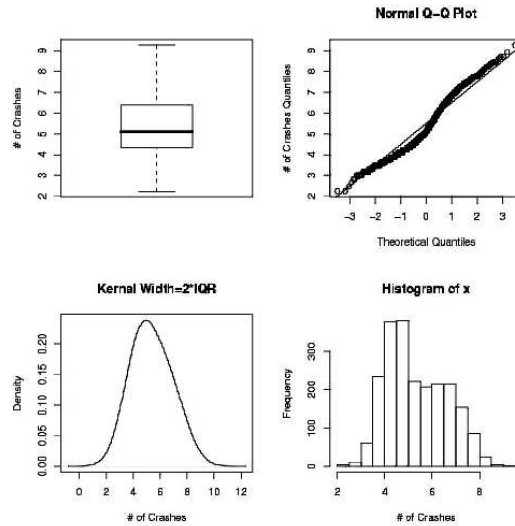 # of Crashes
2 3 4 5 6 7 8 9
Normal Q-Q Plot
# of Crashes Quantiles
2 3 4 5 6 7 8 9
-3 -2 -1 0 1 2 3
Theoretical Quantiles
Kernal Width=2*IQR
Density
0.00 0.05 0.10 0.15 0.20
0 2 4 6 8 10 12
# of Crashes
Histogram of x
Frequency
0 100 200 300
2 4 6 8
# of Crashes